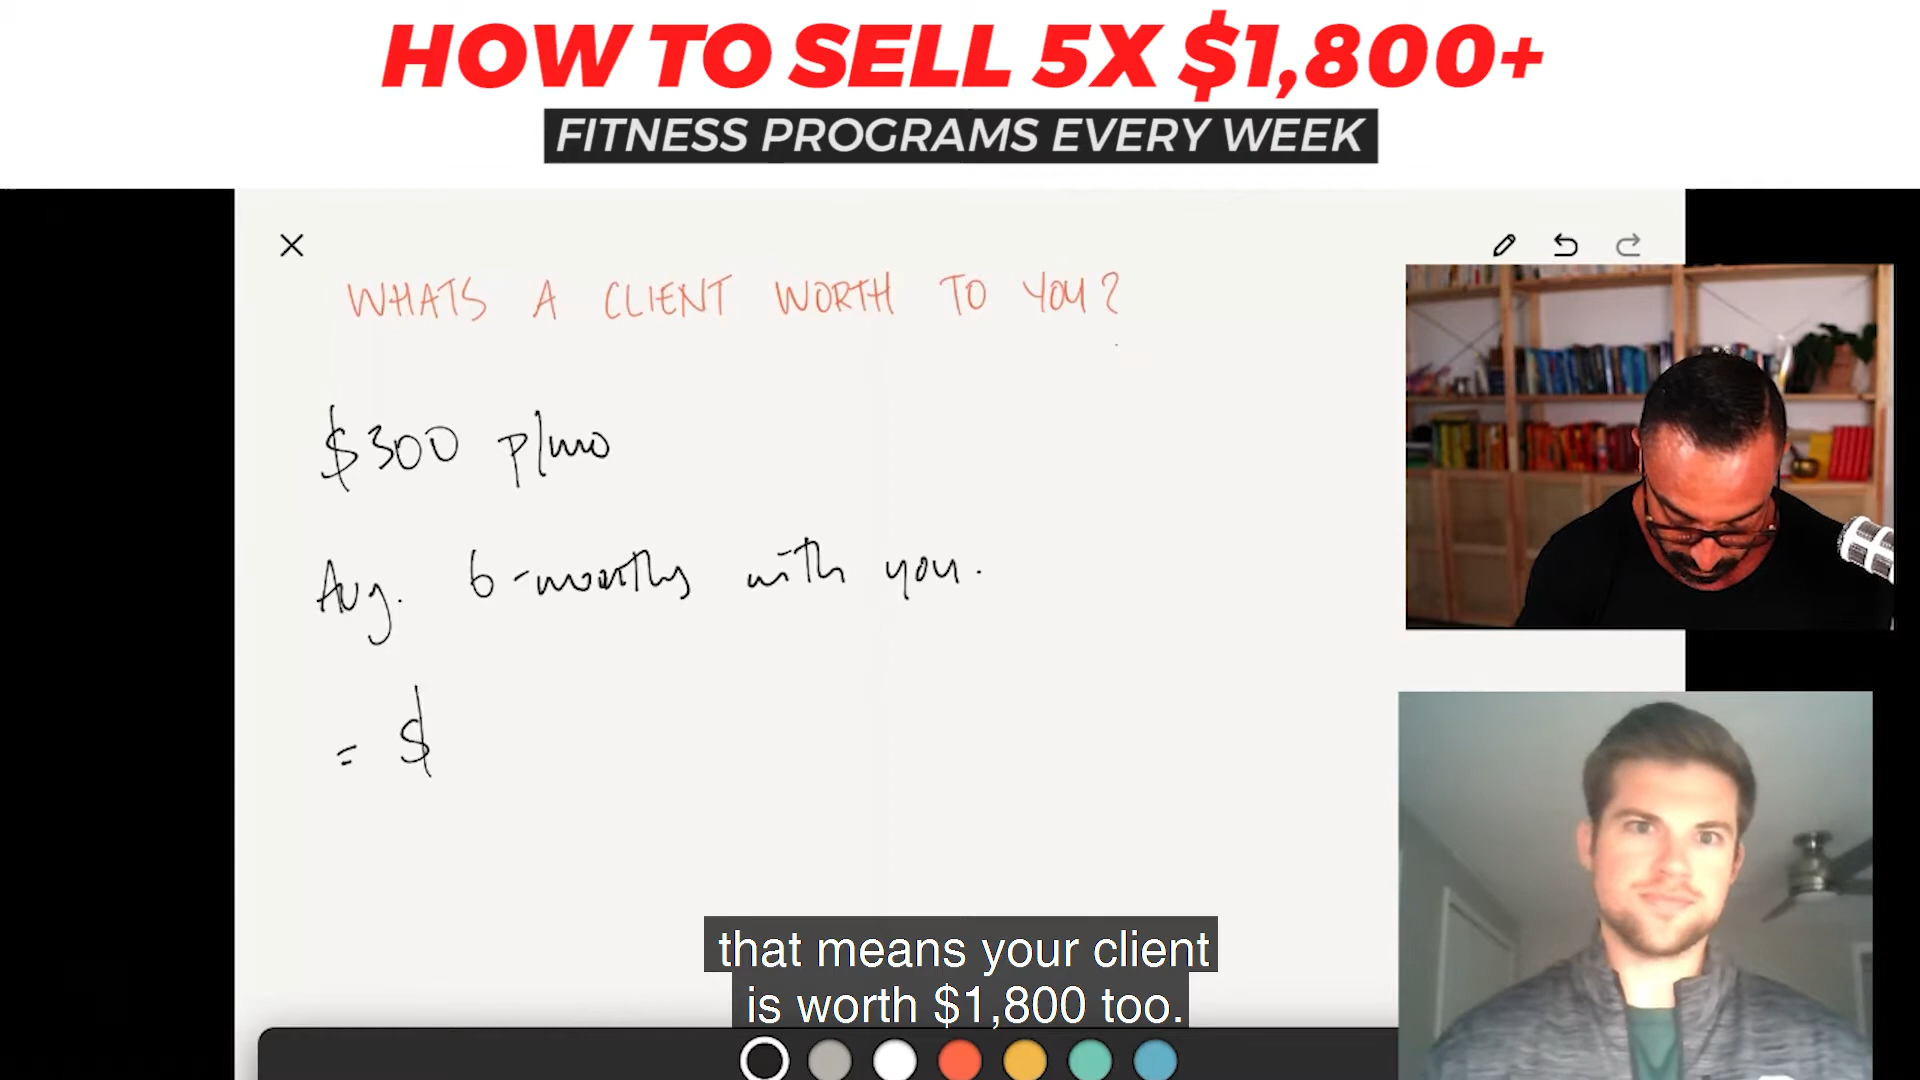 HOW TO SELL 5X $1,800+
FITNESS PROGRAMS EVERY WEEK
WHATS A CLIENT WORTH TO YOU?
$300 p/mo
Avg. 6-months with you.
= $
that means your client
is worth $1,800 too.